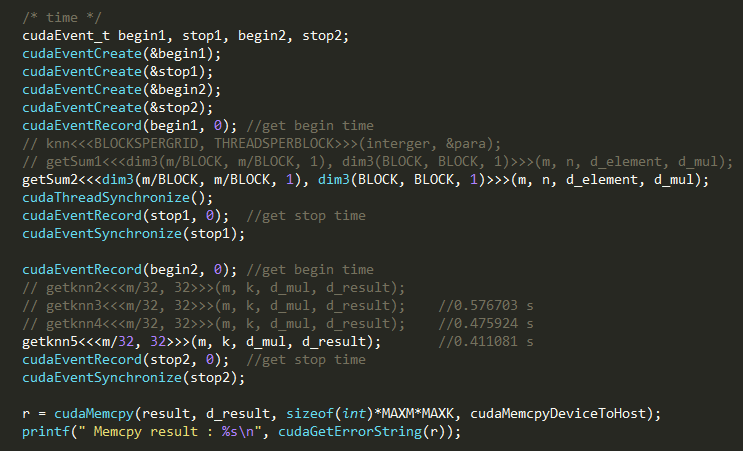 /* time */
cudaEvent_t begin1, stop1, begin2, stop2;
cudaEventCreate(&begin1);
cudaEventCreate(&stop1);
cudaEventCreate(&begin2);
cudaEventCreate(&stop2);
cudaEventRecord(begin1, 0); //get begin time
// knn<<<BLOCKSPERGRID, THREADSPERBLOCK>>>(interger, &para);
// getSum1<<<dim3(m/BLOCK, m/BLOCK, 1), dim3(BLOCK, BLOCK, 1)>>>(m, n, d_element, d_mul);
getSum2<<<dim3(m/BLOCK, m/BLOCK, 1), dim3(BLOCK, BLOCK, 1)>>>(m, n, d_element, d_mul);
cudaThreadSynchronize();
cudaEventRecord(stop1, 0);  //get stop time
cudaEventSynchronize(stop1);

cudaEventRecord(begin2, 0); //get begin time
// getknn2<<<m/32, 32>>>(m, k, d_mul, d_result);
// getknn3<<<m/32, 32>>>(m, k, d_mul, d_result);    //0.576703 s
// getknn4<<<m/32, 32>>>(m, k, d_mul, d_result);    //0.475924 s
getknn5<<<m/32, 32>>>(m, k, d_mul, d_result);       //0.411081 s
cudaEventRecord(stop2, 0);  //get stop time
cudaEventSynchronize(stop2);

r = cudaMemcpy(result, d_result, sizeof(int)*MAXM*MAXK, cudaMemcpyDeviceToHost);
printf(" Memcpy result : %s\n", cudaGetErrorString(r));